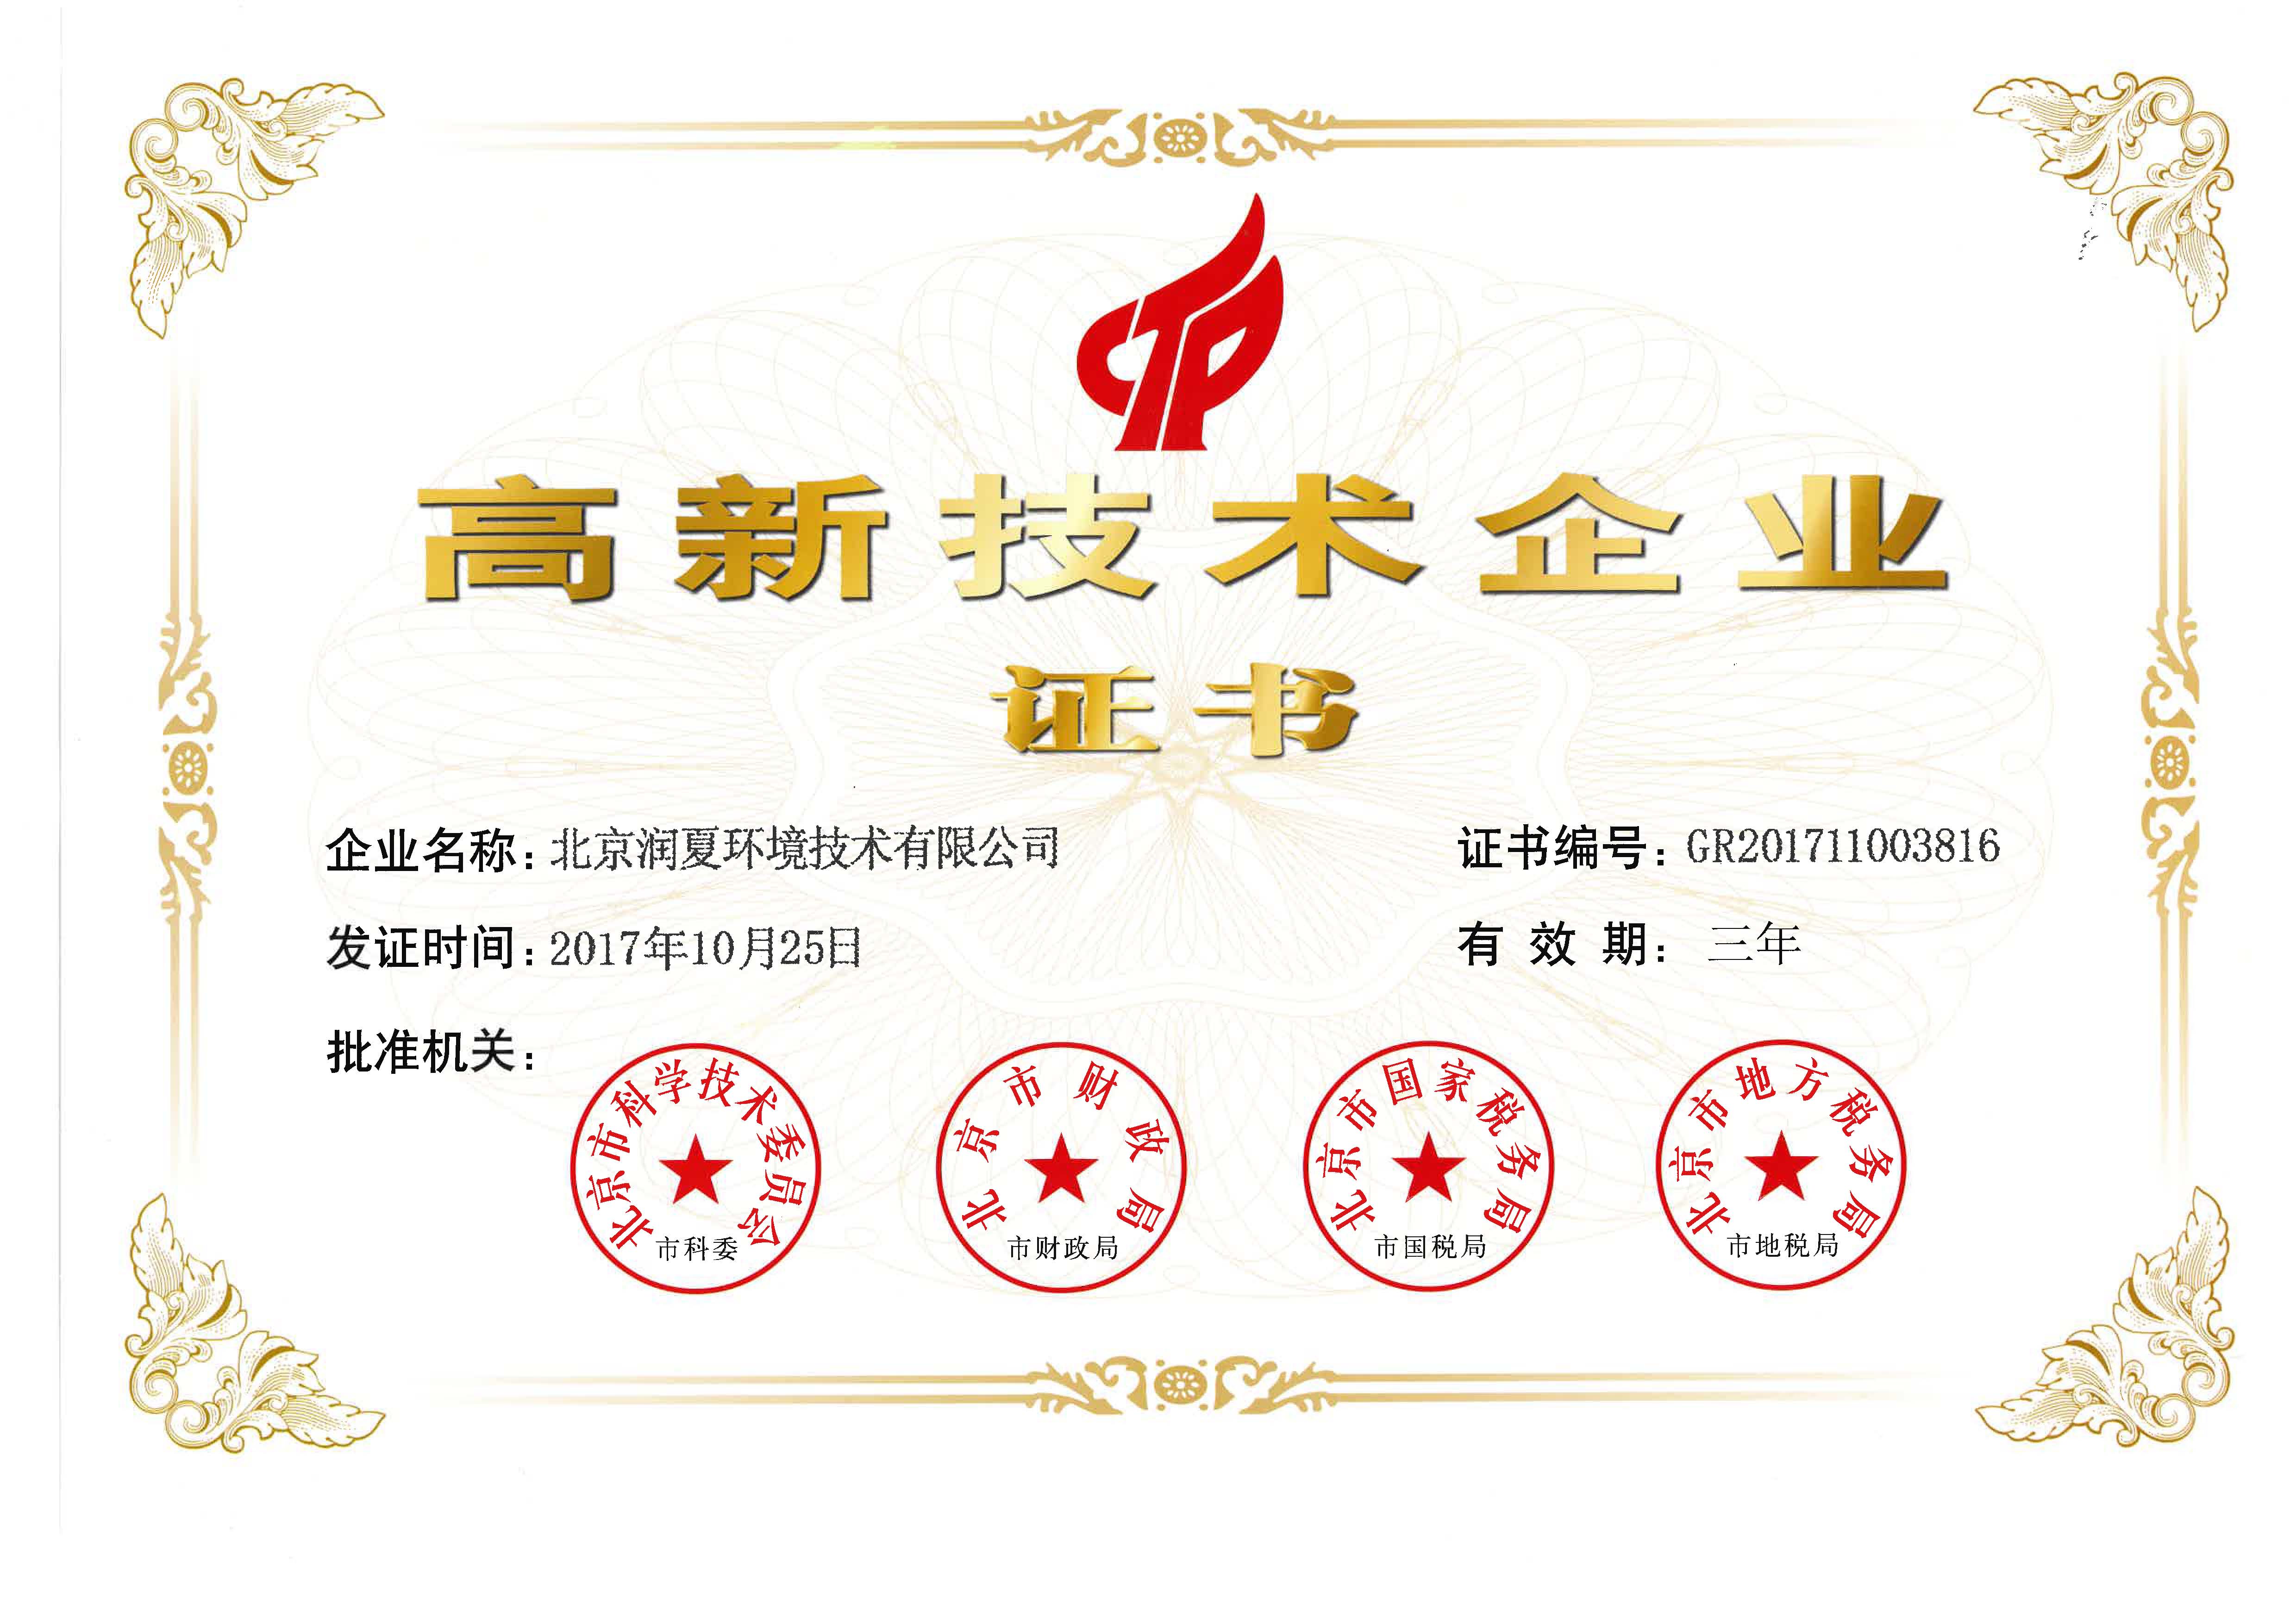 高新技术企业
证书
企业名称：北京润夏环境技术有限公司
证书编号：GR201711003816
发证时间：2017年10月25日
有效期：三年
批准机关：
北京市科学技术委员会
市科委
北京市财政局
市财政局
北京市国家税务局
市国税局
北京市地方税务局
市地税局